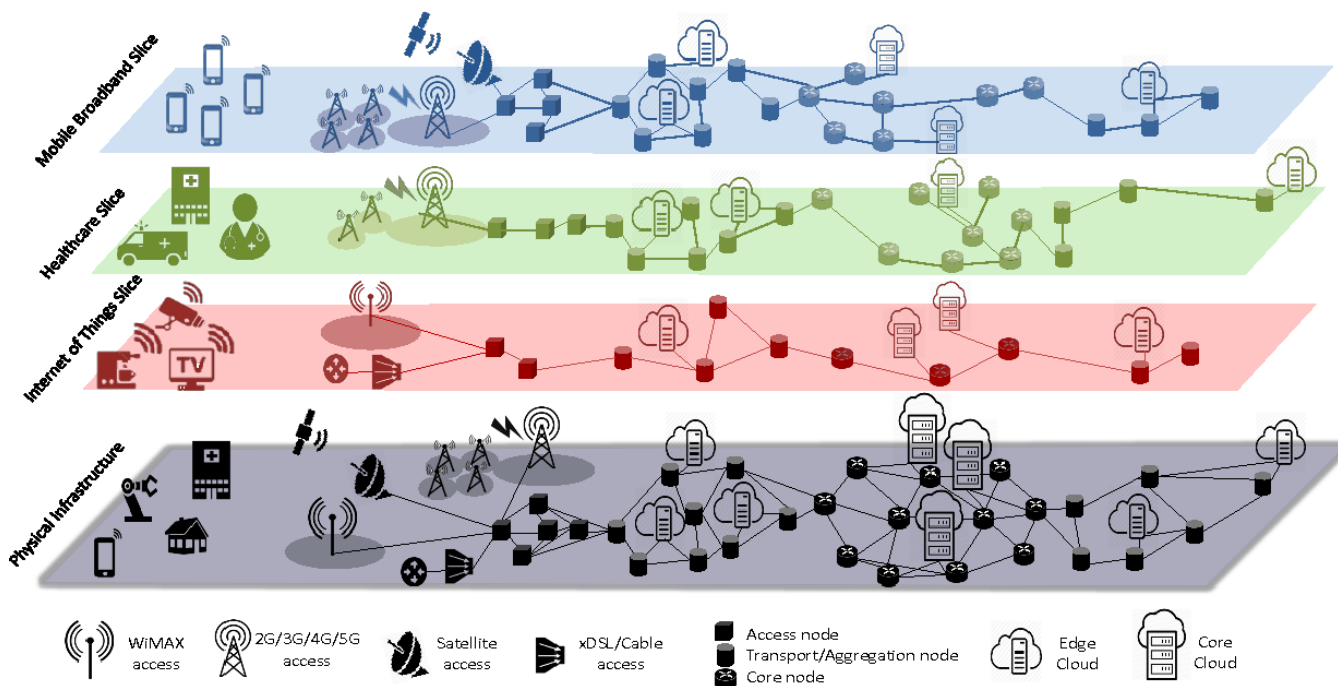 Mobile Broadband Slice
Healthcare Slice
Internet of Things Slice
TV
Physical Infrastructure
WiMAX
access
2G/3G/4G/5G
access
Satellite
access
xDSL/Cable
access
Access node
Transport/Aggregation node
Core node
Edge
Cloud
Core
Cloud